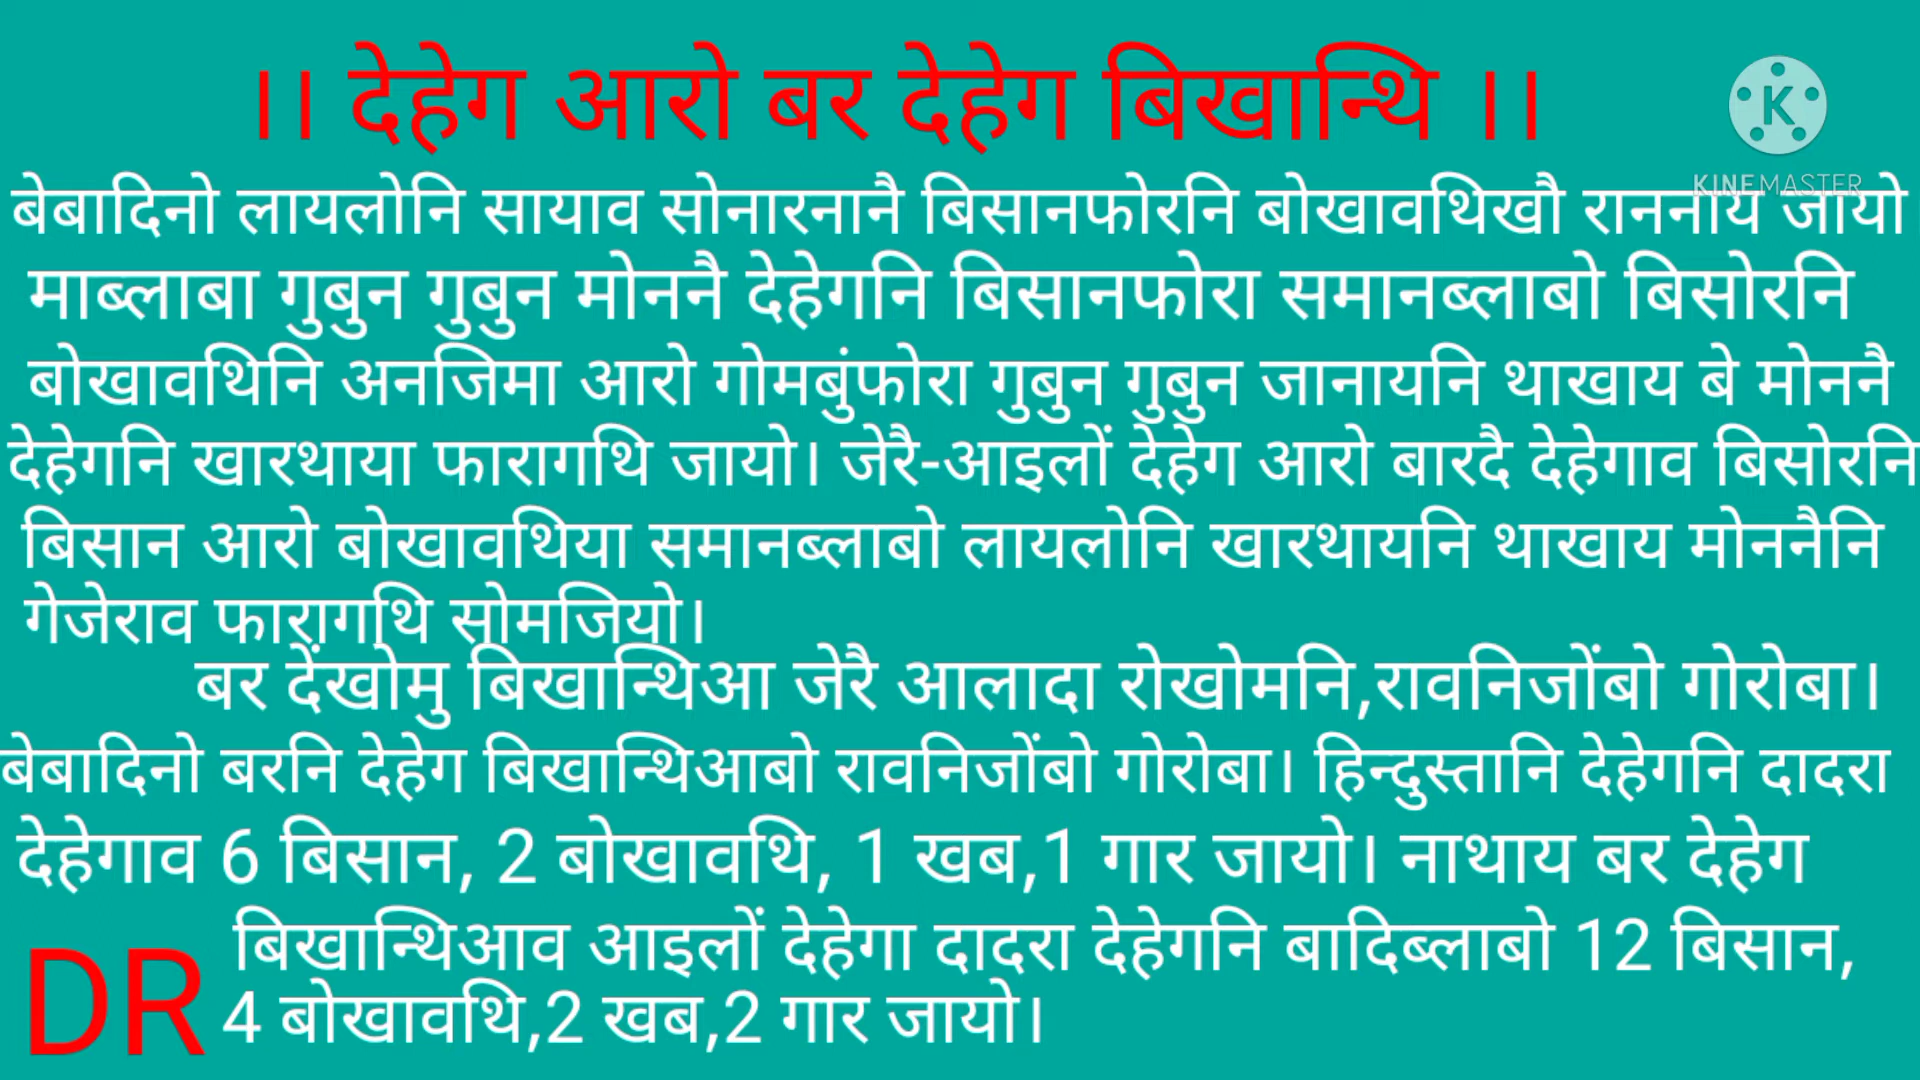 ।। देहेग आरो बर देहेग बिखान्थि ।।
K
KINEMASTER
बेबादिनो लायलोनि सायाव सोनारनानै बिसानफोरनि बोखावथिखौ राननाय जायो
माब्लाबा गुबुन गुबुन मोननै देहेगनि बिसानफोरा समानब्लाबो बिसोरनि
बोखावथिनि अनजिमा आरो गोमबुंफोरा गुबुन गुबुन जानायनि थाखाय बे मोननै
देहेगनि खारथाया फारागथि जायो। जेरै-आइलों देहेग आरो बारदै देहेगाव बिसोरनि
बिसान आरो बोखावथिया समानब्लाबो लायलोनि खारथायनि थाखाय मोननैनि
गेजेराव फारागथि सोमजियो।
बर देंखोमु बिखान्थिआ जेरै आलादा रोखोमनि,रावनिजोंबो गोरोबा।
बेबादिनो बरनि देहेग बिखान्थिआबो रावनिजोंबो गोरोबा। हिन्दुस्तानि देहेगनि दादरा
देहेगाव 6 बिसान, 2 बोखावथि, 1 खब,1 गार जायो। नाथाय बर देहेग
बिखान्थिआव आइलों देहेगा दादरा देहेगनि बादिब्लाबो 12 बिसान,
4 बोखावथि,2 खब,2 गार जायो।
DR